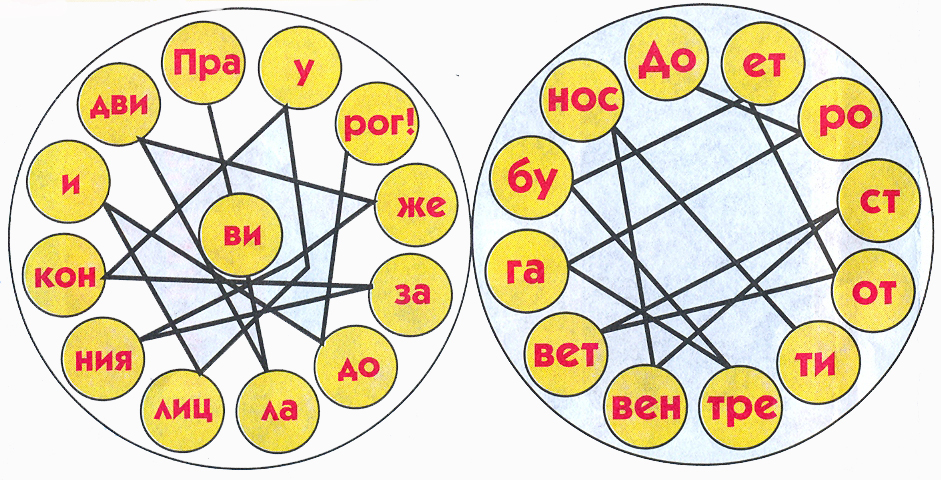 Пра
у
рог!
же
за
до
ла
лиц
ния
кон
и
дви
ви
До
ет
ро
ст
от
ти
тре
вен
вет
га
бу
нос